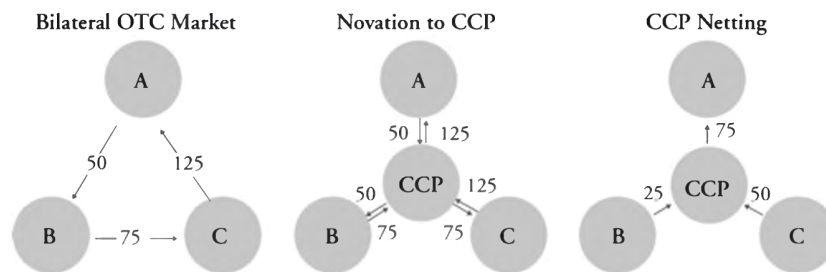 Bilateral OTC Market
A
50
125
B
75
C
Novation to CCP
A
50
125
CCP
50
125
B
75
75
C
CCP Netting
A
75
CCP
25
50
B
C